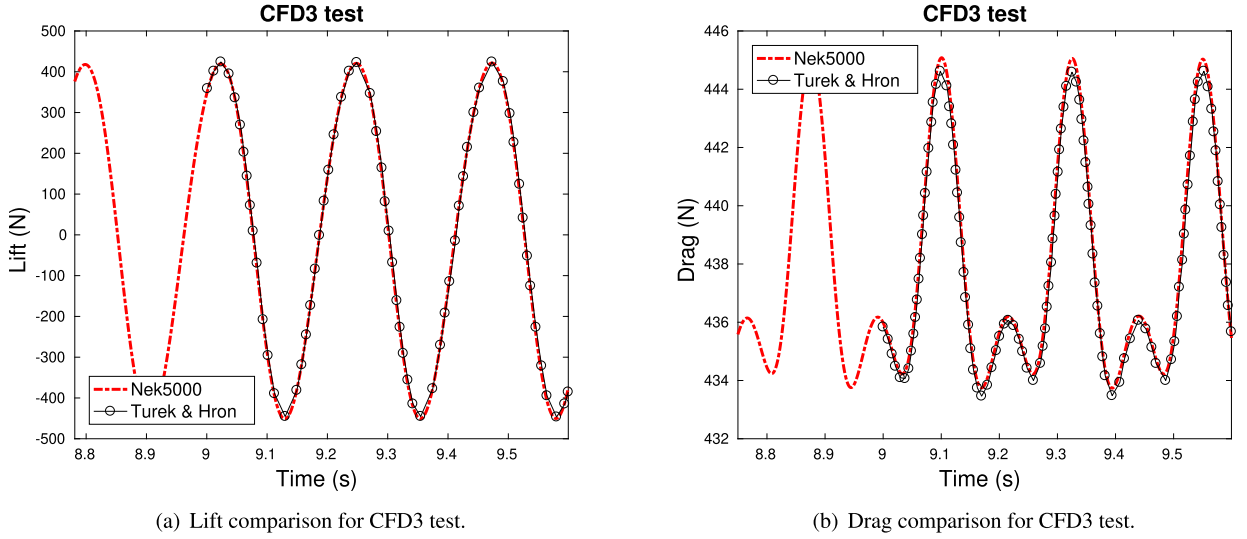 CFD3 test
500
400
300
200
100
0
-100
-200
-300
-400
-500
Lift (N)
Nek5000
Turek & Hron
8.8 8.9 9 9.1 9.2 9.3 9.4 9.5
Time (s)
(a) Lift comparison for CFD3 test.
CFD3 test
446
444
442
440
438
436
434
432
Drag (N)
Nek5000
Turek & Hron
8.8 8.9 9 9.1 9.2 9.3 9.4 9.5
Time (s)
(b) Drag comparison for CFD3 test.